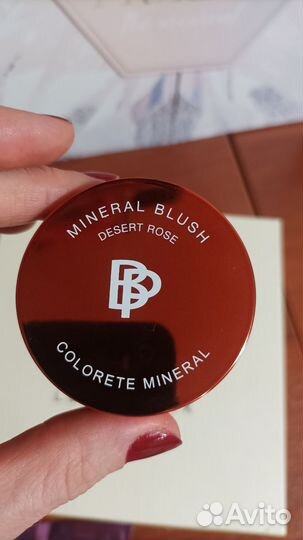 MINERAL BLUSH
DESERT ROSE
BP
COLORETE MINERAL
Avito